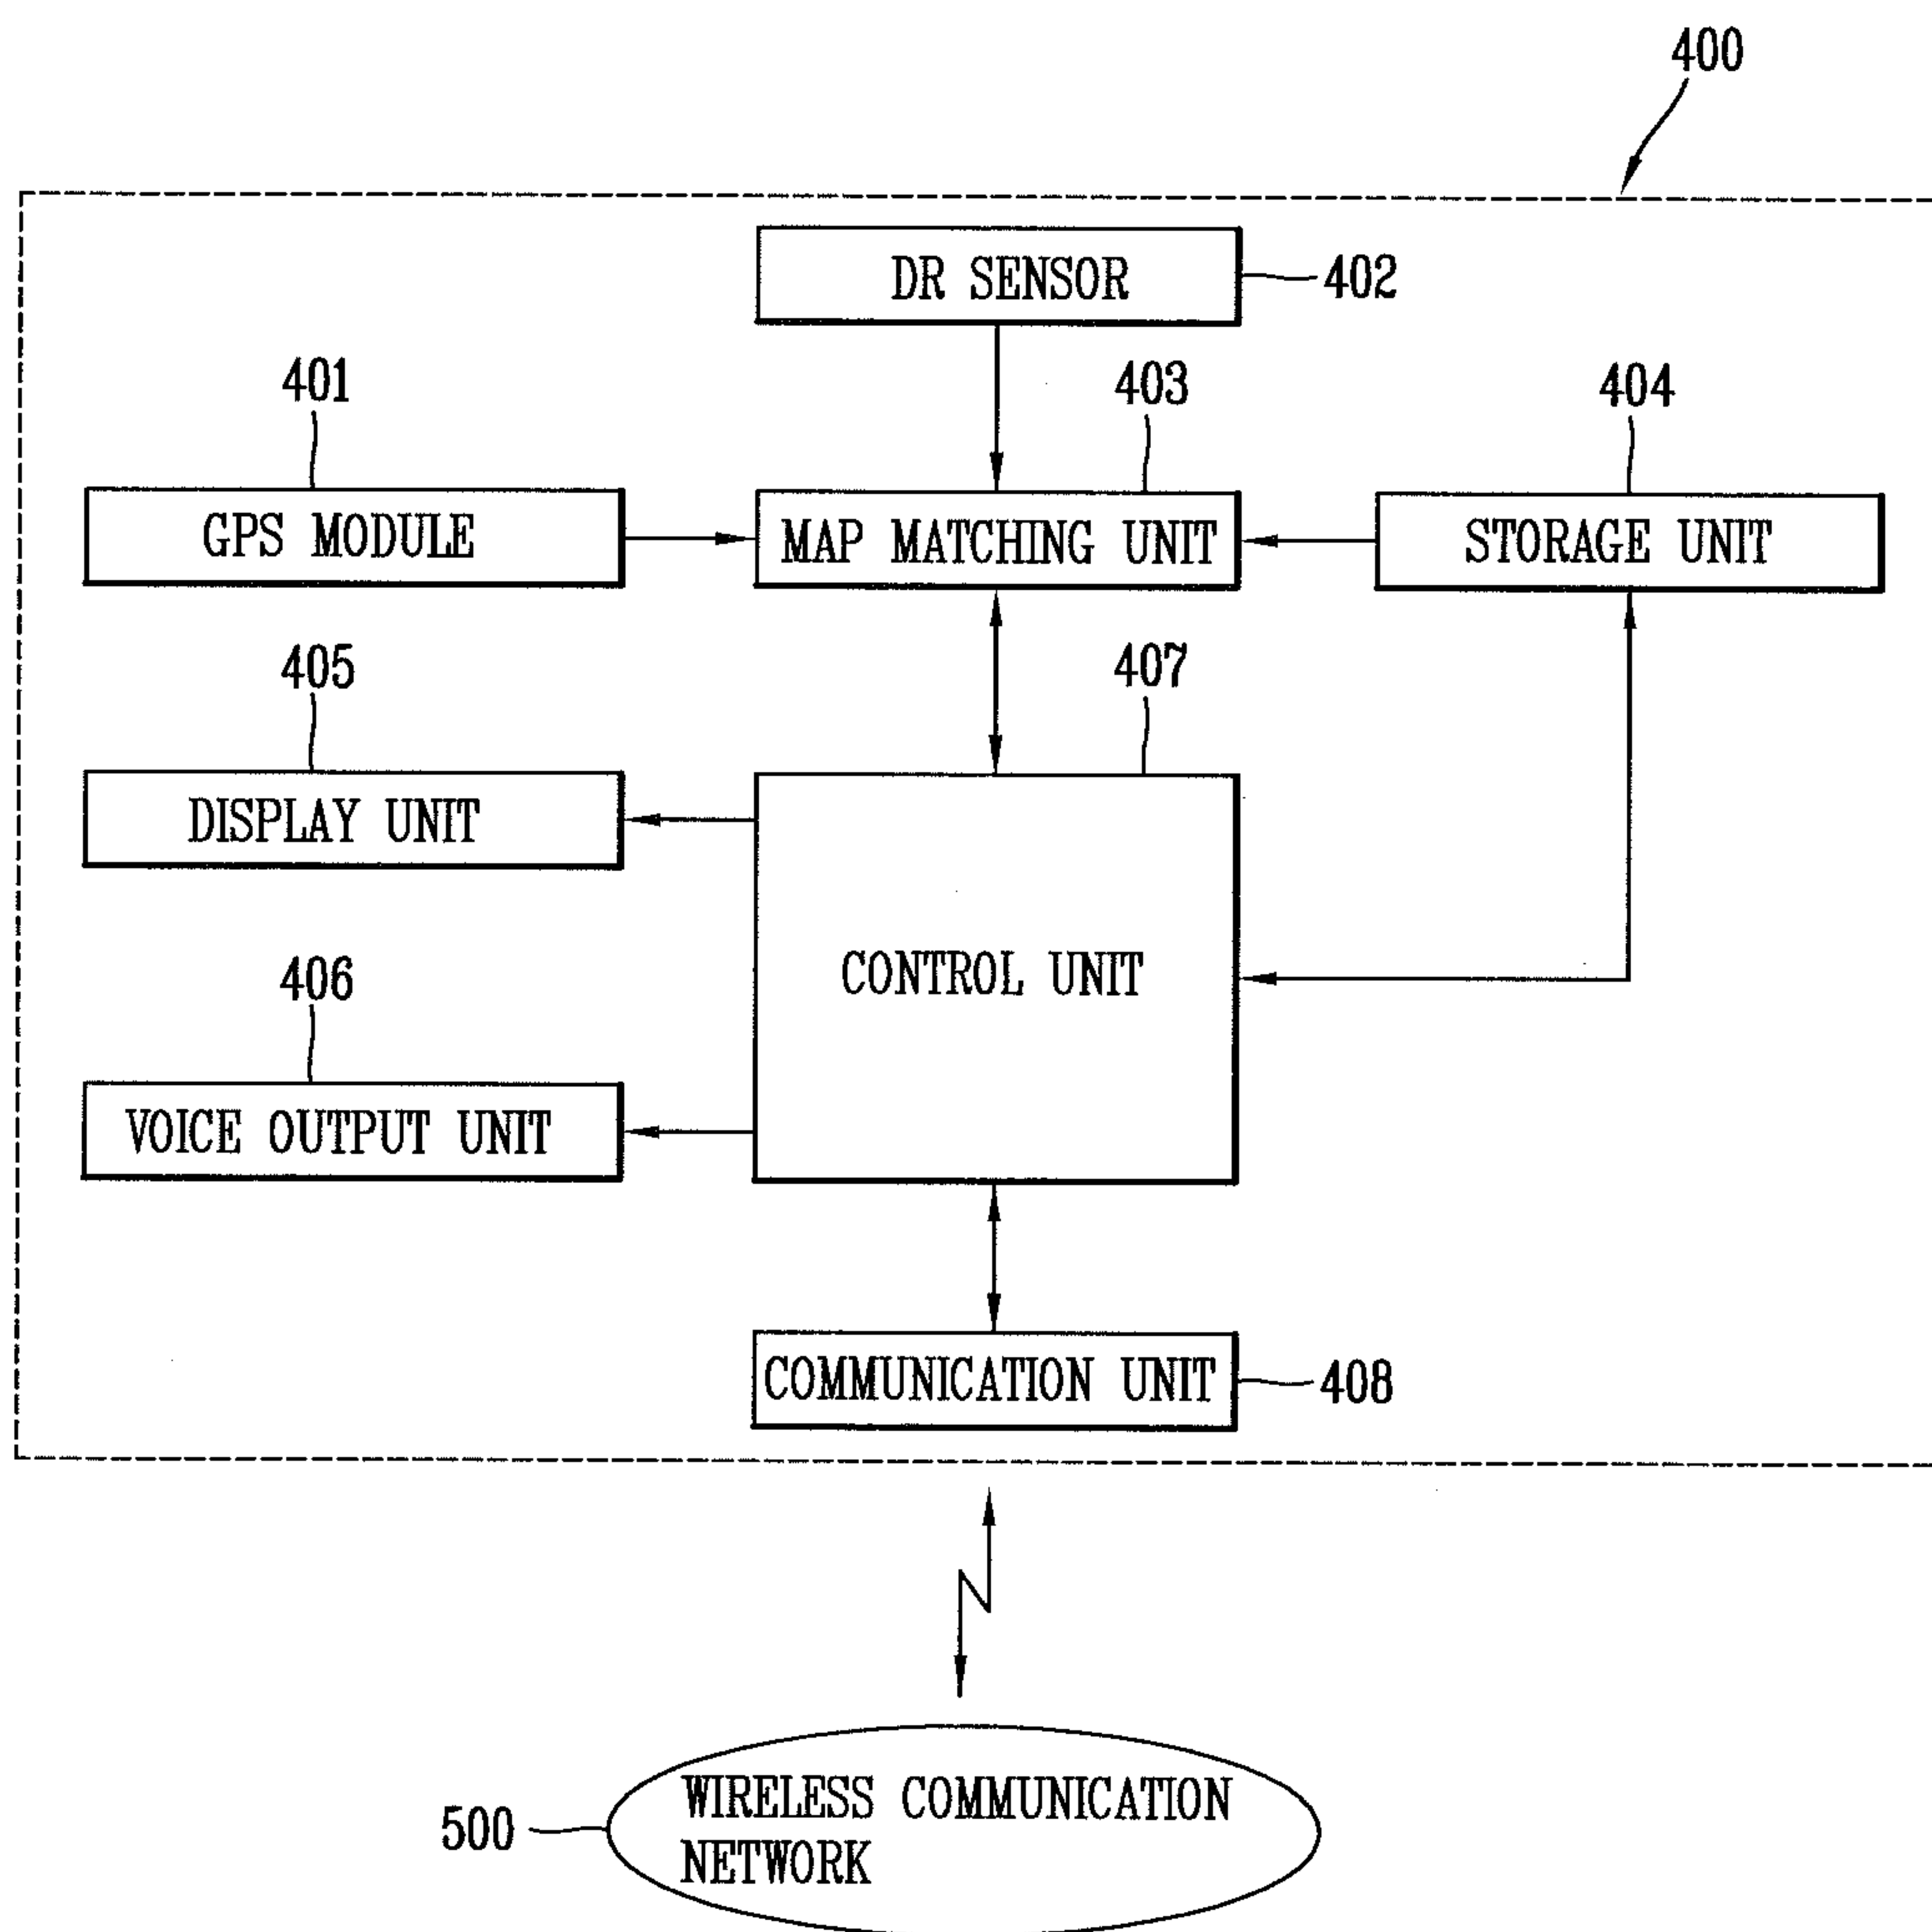 400
DR SENSOR
402
401
403
404
GPS MODULE
MAP MATCHING UNIT
STORAGE UNIT
405
407
DISPLAY UNIT
CONTROL UNIT
406
VOICE OUTPUT UNIT
COMMUNICATION UNIT
408
WIRELESS COMMUNICATION
NETWORK
500